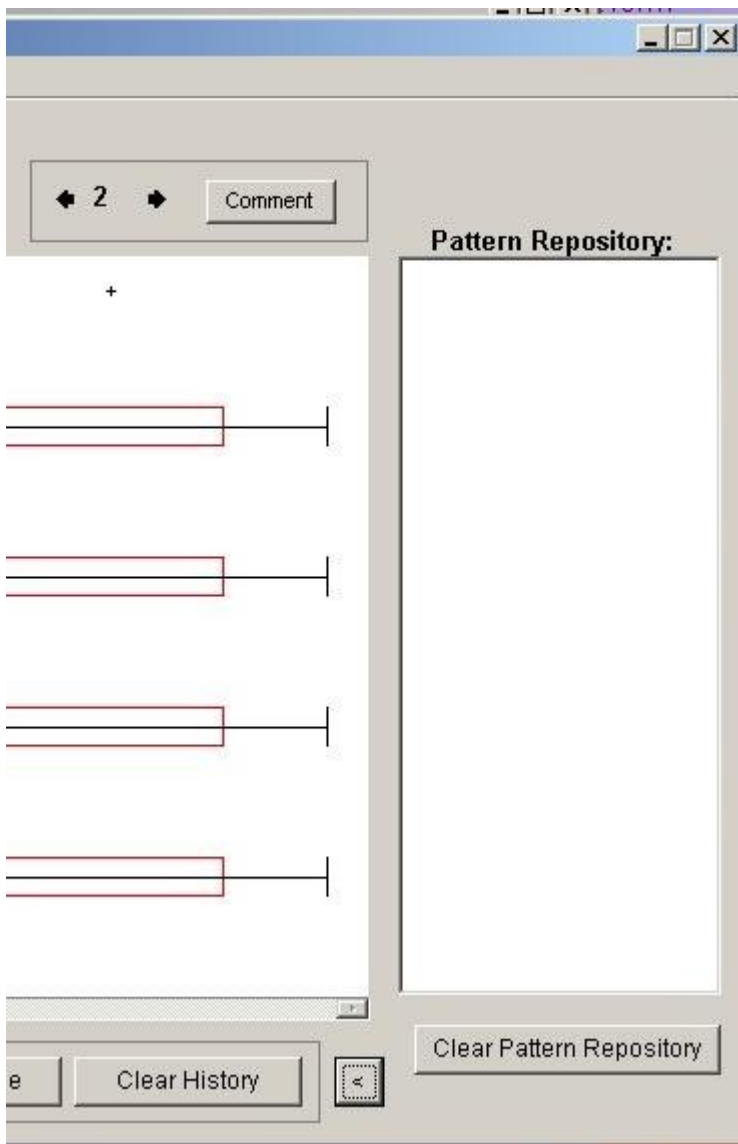 2
Comment
Pattern Repository:
+
Clear Pattern Repository
e
Clear History
<